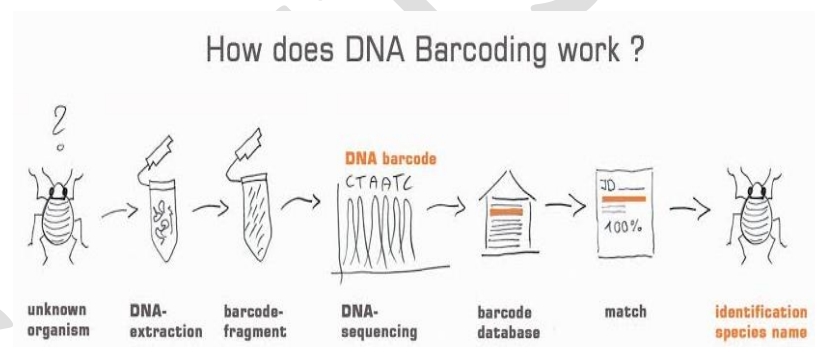 How does DNA Barcoding work ?
?
DNA barcode
CTAATC
ID
100%
unknown
organism
DNA-
extraction
barcode-
fragment
DNA-
sequencing
barcode
database
match
identification
species name